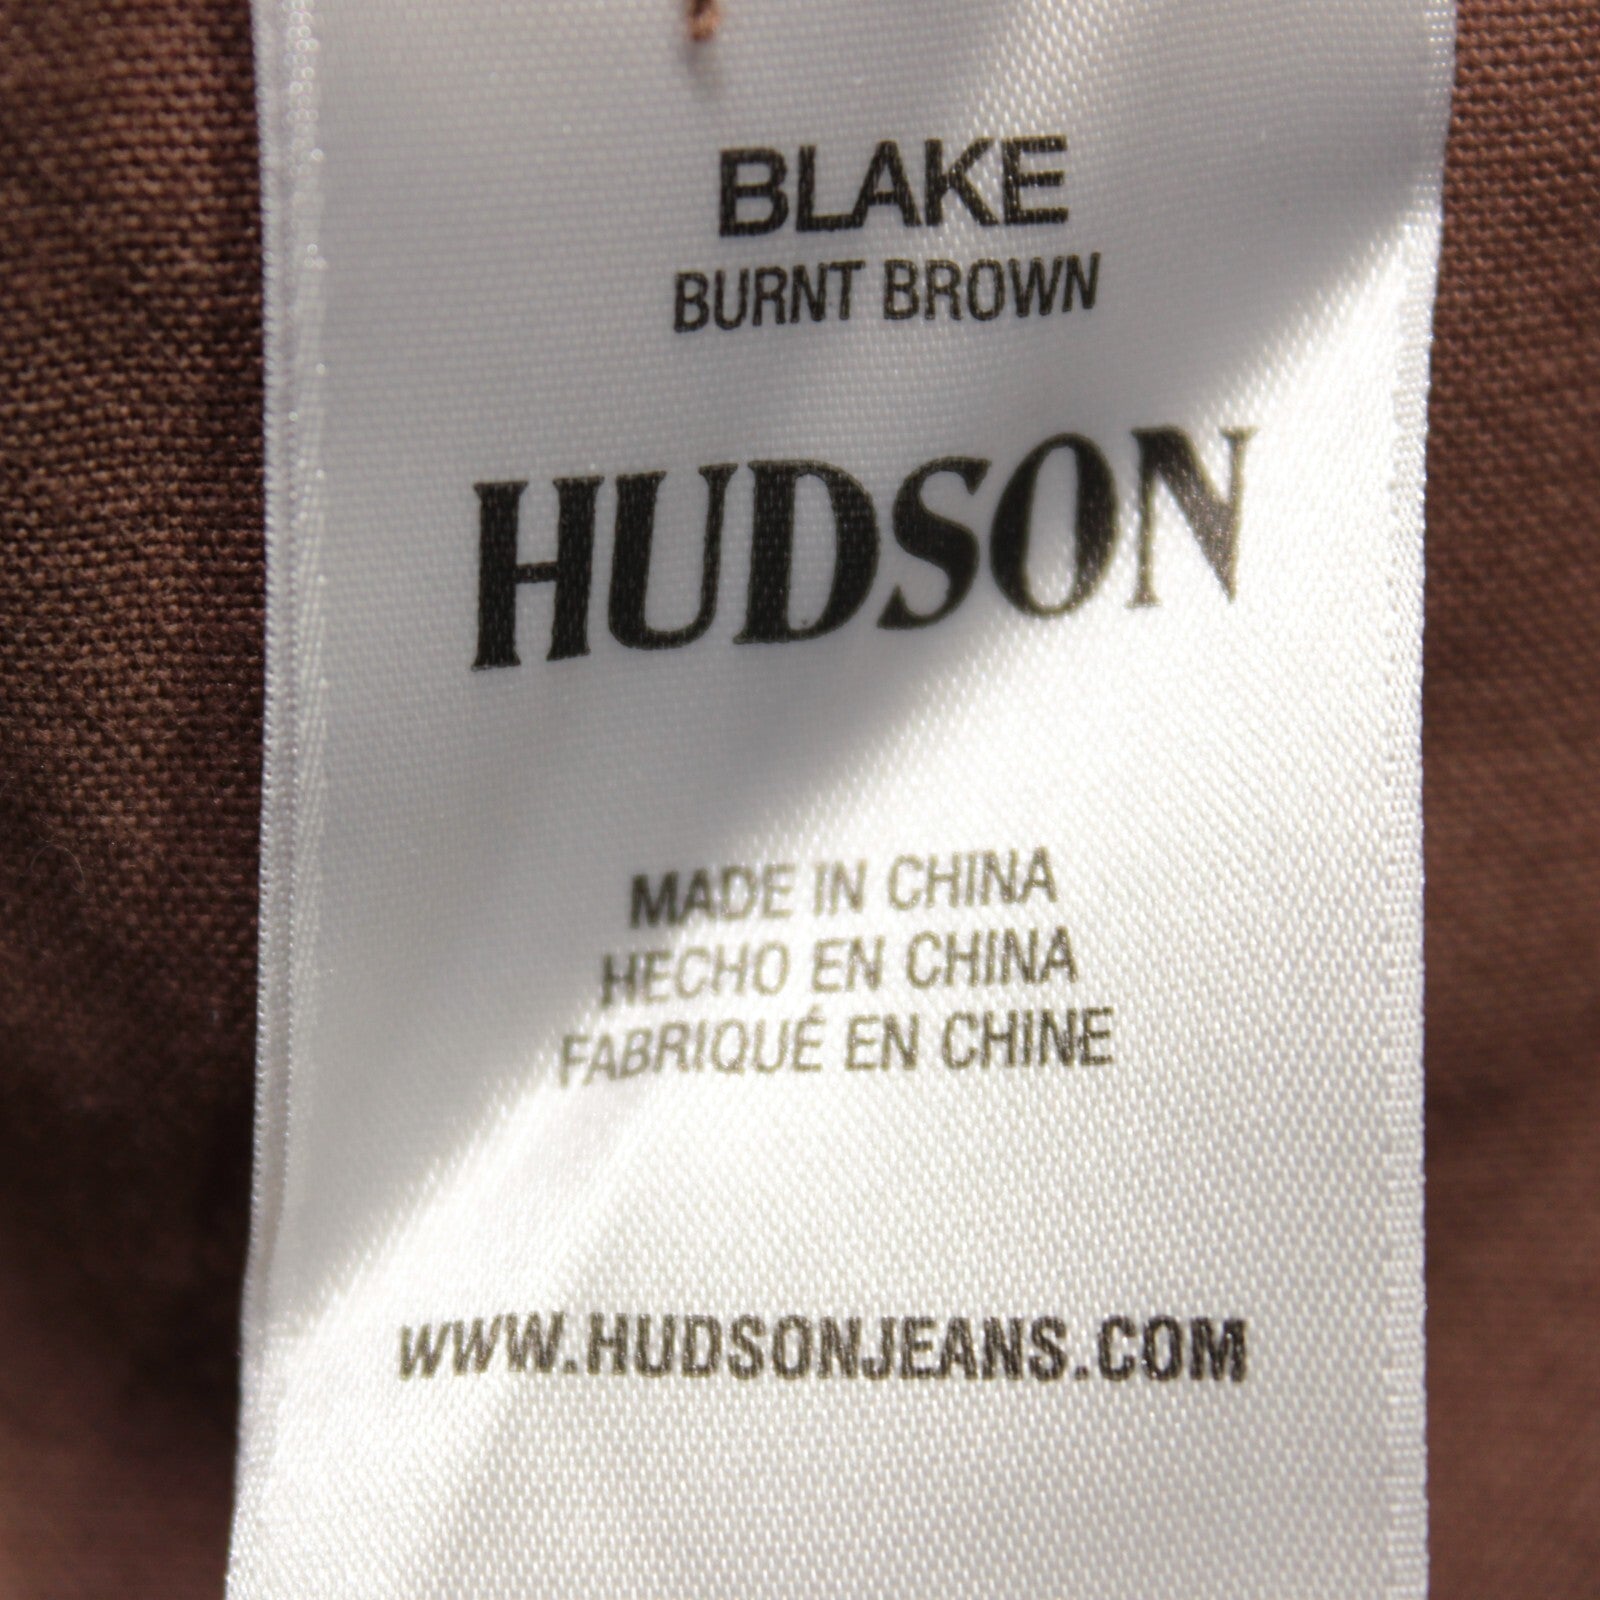 BLAKE
BURNT BROWN
HUDSON
MADE IN CHINA
HECHO EN CHINA
FABRIQUÉ EN CHINE
WWW.HUDSONJEANS.COM